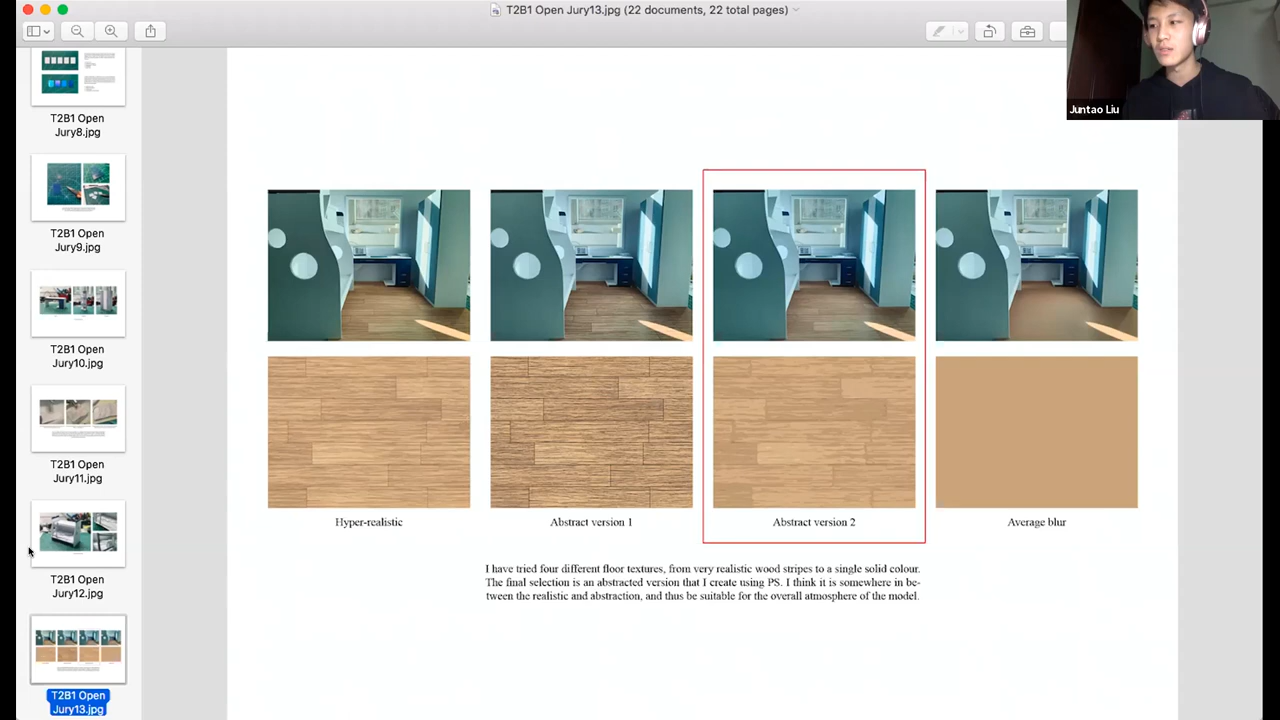 T2B1 Open Jury13.jpg (22 documents, 22 total pages)
Juntao Liu
T2B1 Open
Jury8.jpg
T2B1 Open
Jury9.jpg
T2B1 Open
Jury10.jpg
T2B1 Open
Jury11.jpg
T2B1 Open
Jury12.jpg
T2B1 Open
Jury13.jpg
Hyper-realistic
Abstract version 1
Abstract version 2
Average blur
I have tried four different floor textures, from very realistic wood stripes to a single solid colour.
The final selection is an abstracted version that I create using PS. I think it is somewhere in be-
tween the realistic and abstraction, and thus be suitable for the overall atmosphere of the model.